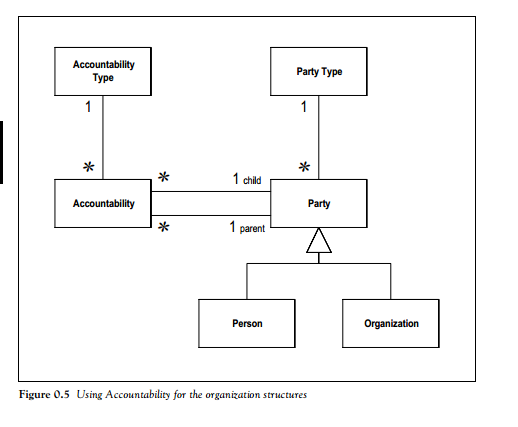 Accountability
Type
Party Type
1
1
*
*
*
1 child
Accountability
Party
*
1 parent
Person
Organization
Figure 0.5 Using Accountability for the organization structures